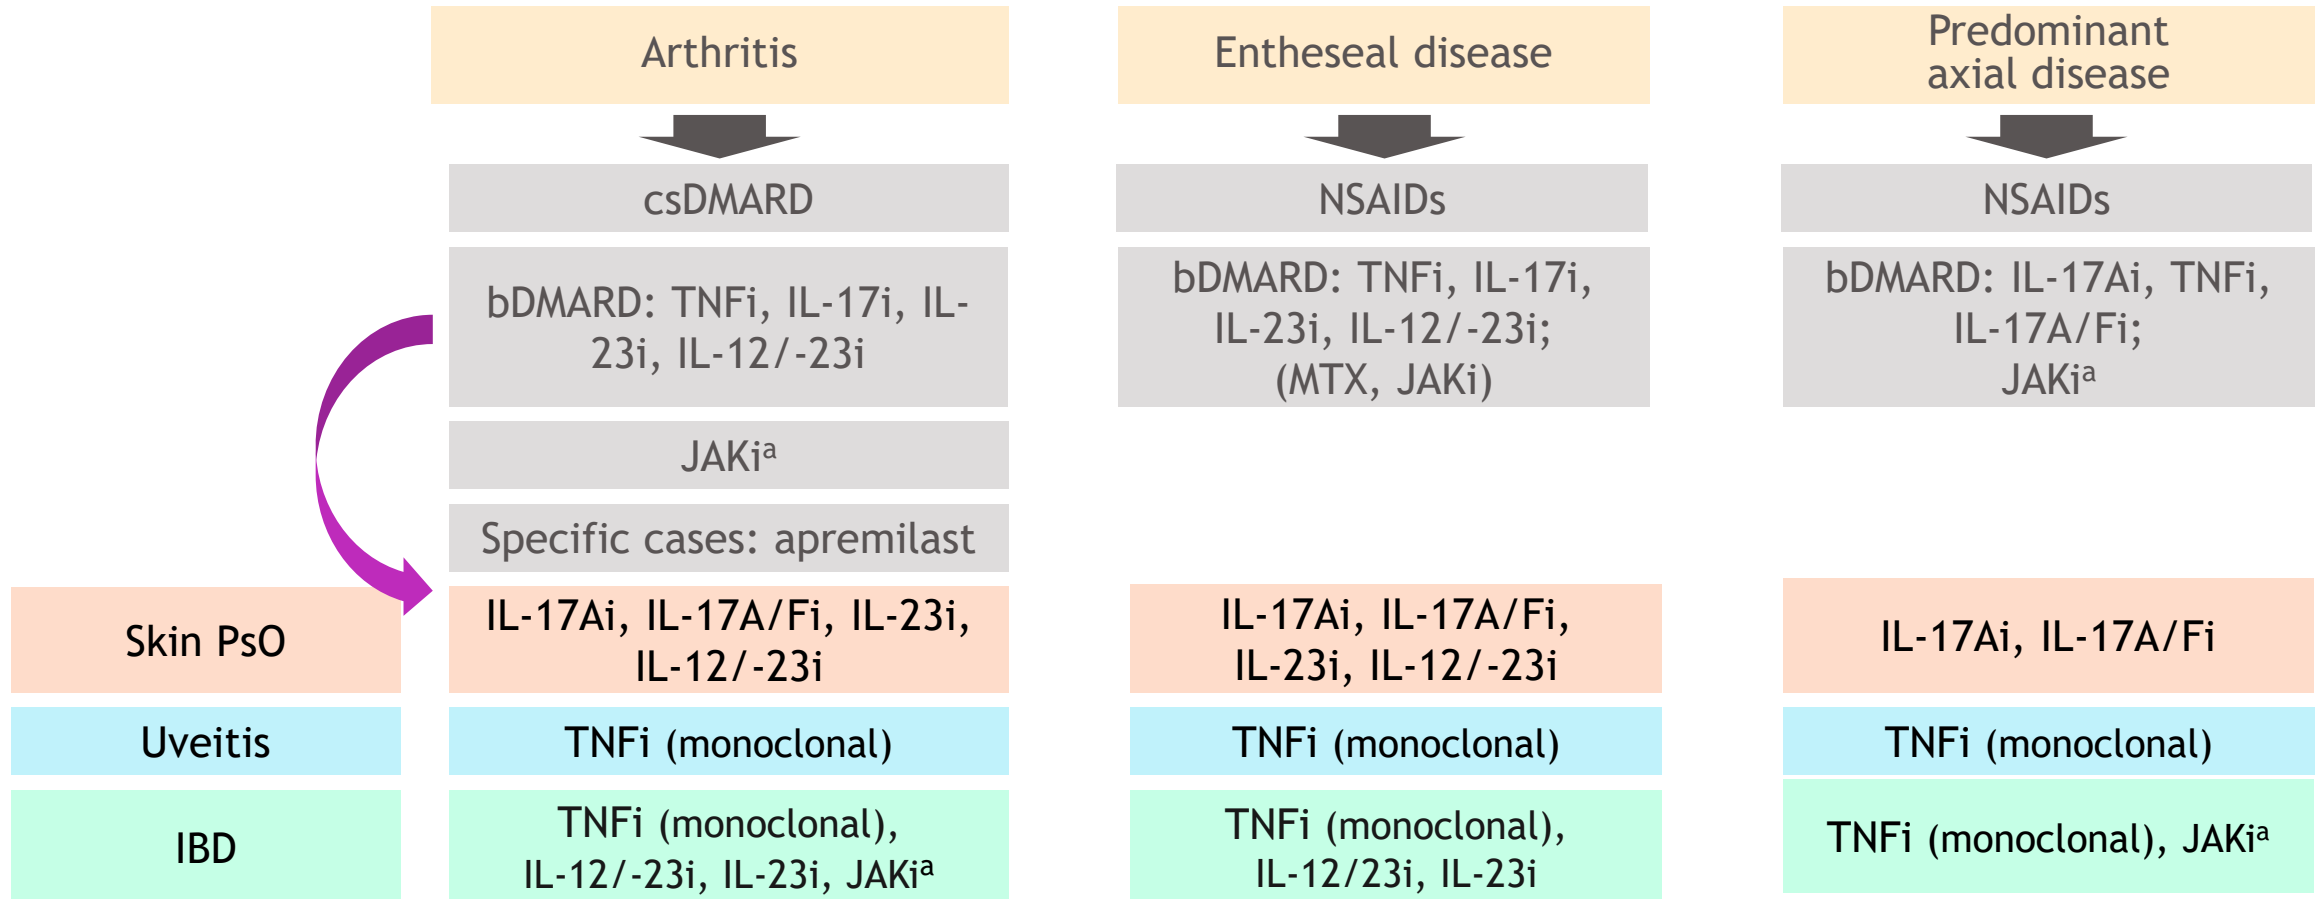 Arthritis
Entheseal disease
Predominant
axial disease
csDMARD
NSAIDs
NSAIDs
bDMARD: TNFi, IL-17i, IL-
23i, IL-12/-23i
bDMARD: TNFi, IL-17i,
IL-23i, IL-12/-23i;
(MTX, JAKi)
bDMARD: IL-17Ai, TNFi,
IL-17A/Fi;
JAKiᵃ
JAKiᵃ
Specific cases: apremilast
Skin PsO
IL-17Ai, IL-17A/Fi, IL-23i,
IL-12/-23i
IL-17Ai, IL-17A/Fi,
IL-23i, IL-12/-23i
IL-17Ai, IL-17A/Fi
Uveitis
TNFi (monoclonal)
TNFi (monoclonal)
TNFi (monoclonal)
IBD
TNFi (monoclonal),
IL-12/-23i, IL-23i, JAKiᵃ
TNFi (monoclonal),
IL-12/23i, IL-23i
TNFi (monoclonal), JAKiᵃ